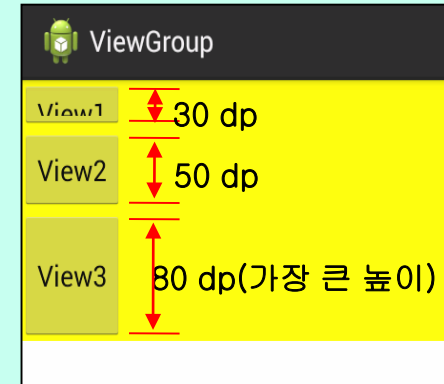 ViewGroup
View1
30 dp
View2
50 dp
View3
80 dp(가장 큰 높이)